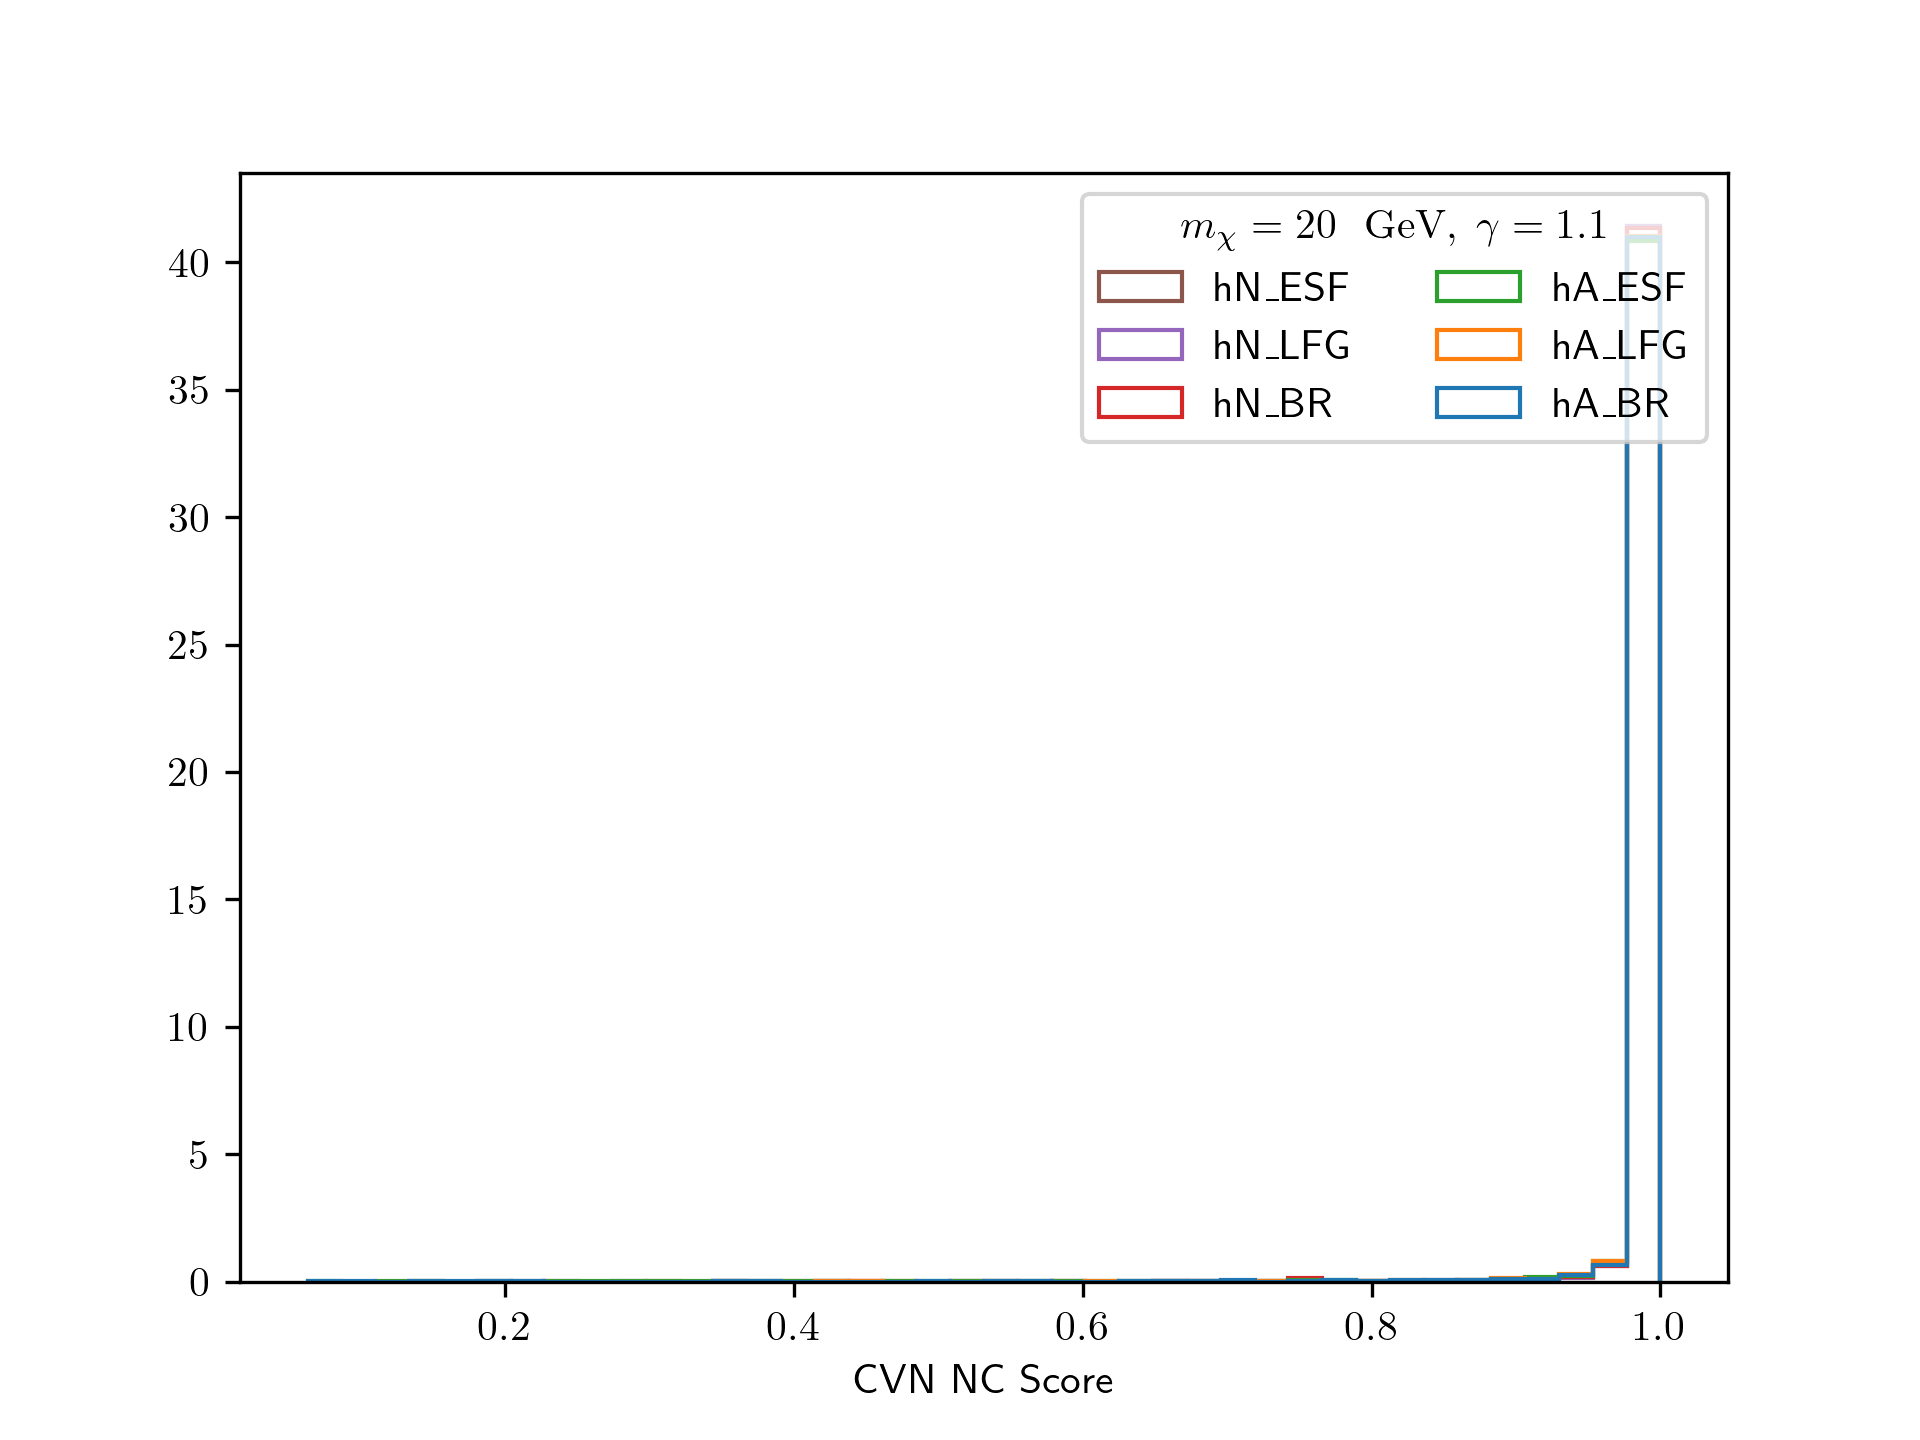 m_χ = 20 GeV, γ = 1.1
hN_ESF hA_ESF
hN_LFG hA_LFG
hN_BR hA_BR
40
35
30
25
20
15
10
5
0
0.2 0.4 0.6 0.8 1.0
CVN NC Score